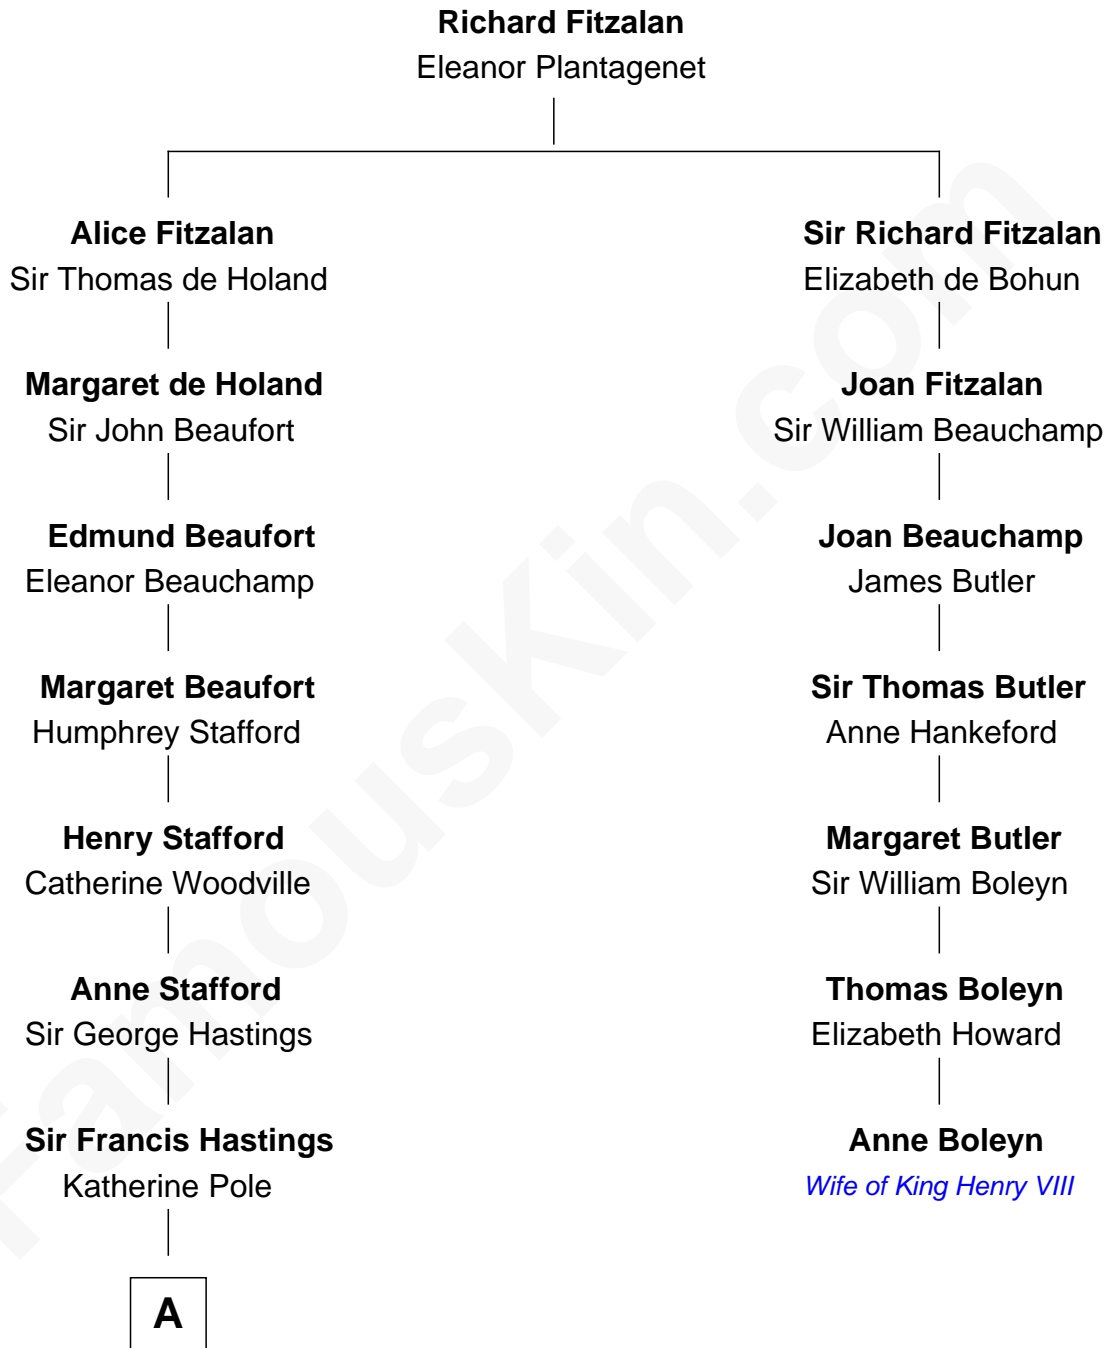 Richard Fitzalan
Eleanor Plantagenet
Alice Fitzalan
Sir Thomas de Holand
Sir Richard Fitzalan
Elizabeth de Bohun
Margaret de Holand
Sir John Beaufort
Joan Fitzalan
Sir William Beauchamp
Edmund Beaufort
Eleanor Beauchamp
Joan Beauchamp
James Butler
Margaret Beaufort
Humphrey Stafford
Sir Thomas Butler
Anne Hankeford
Henry Stafford
Catherine Woodville
Margaret Butler
Sir William Boleyn
Anne Stafford
Sir George Hastings
Thomas Boleyn
Elizabeth Howard
Sir Francis Hastings
Katherine Pole
Anne Boleyn
Wife of King Henry VIII
A
FamousKin.com